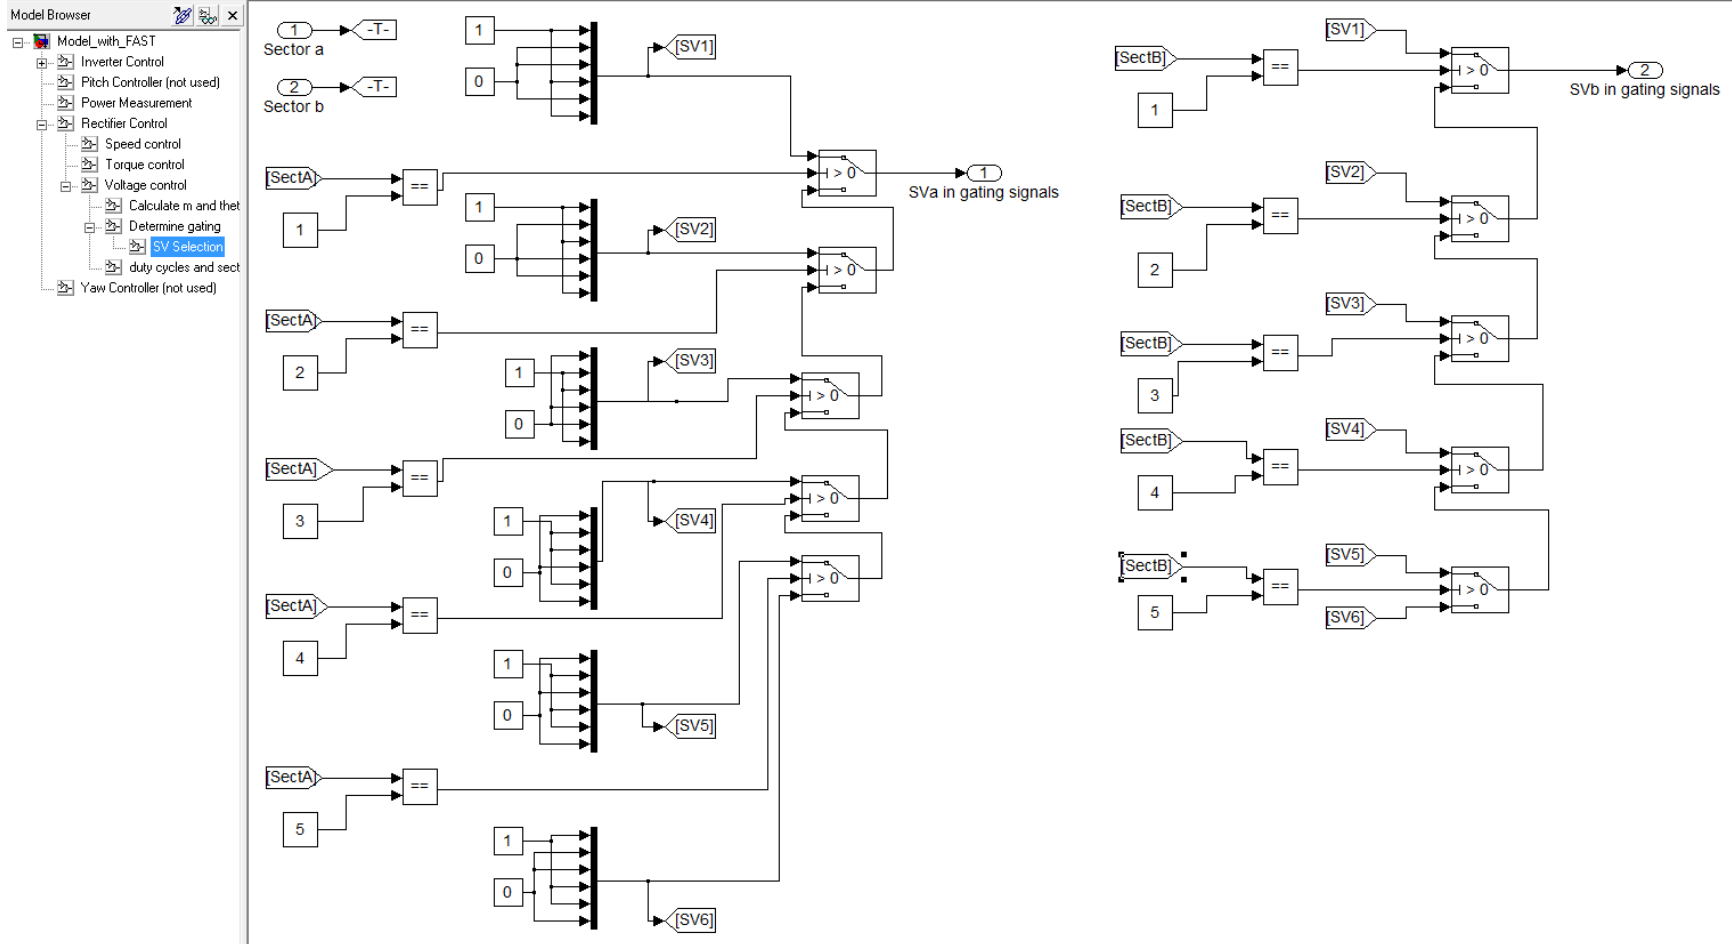 Model Browser
Model_with_FAST
Inverter Control
Pitch Controller (not used)
Power Measurement
Rectifier Control
Speed control
Torque control
Voltage control
Calculate m and thet
Determine gating
SV Selection
duty cycles and sect
Yaw Controller (not used)
1
-T-
Sector a
2
-T-
Sector b
1
0
[SV1]
[SectA]
==
1
> 0
1
SVa in gating signals
1
0
[SV2]
> 0
[SectA]
==
2
1
0
[SV3]
> 0
[SectA]
==
3
1
0
[SV4]
> 0
[SectA]
==
4
> 0
1
0
[SV5]
[SectA]
==
5
1
0
[SV6]
[SV1]
[SectB]
==
1
> 0
2
SVb in gating signals
[SV2]
[SectB]
==
2
> 0
[SV3]
[SectB]
==
3
> 0
[SV4]
[SectB]
==
4
> 0
[SV5]
[SectB]
==
5
> 0
[SV6]